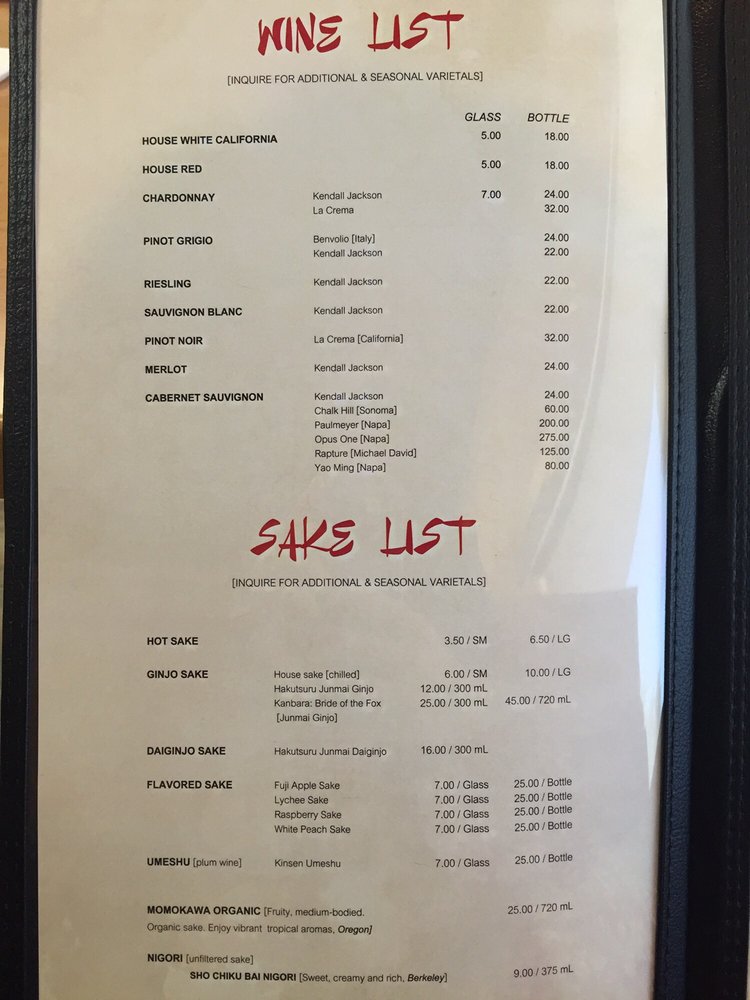 WINE LIST
[INQUIRE FOR ADDITIONAL & SEASONAL VARIETALS]
GLASS BOTTLE
HOUSE WHITE CALIFORNIA 5.00 18.00
HOUSE RED 5.00 18.00
CHARDONNAY Kendall Jackson 7.00 24.00
La Crema 32.00
PINOT GRIGIO Benvolio [Italy] 24.00
Kendall Jackson 22.00
RIESLING Kendall Jackson 22.00
SAUVIGNON BLANC Kendall Jackson 22.00
PINOT NOIR La Crema [California] 32.00
MERLOT Kendall Jackson 24.00
CABERNET SAUVIGNON Kendall Jackson 24.00
Chalk Hill [Sonoma] 60.00
Paulmeyer [Napa] 200.00
Opus One [Napa] 275.00
Rapture [Michael David] 125.00
Yao Ming [Napa] 80.00
SAKE LIST
[INQUIRE FOR ADDITIONAL & SEASONAL VARIETALS]
HOT SAKE 3.50 / SM 6.50 / LG
GINJO SAKE House sake [chilled] 6.00 / SM 10.00 / LG
Hakutsuru Junmai Ginjo 12.00 / 300 mL
Kanbara: Bride of the Fox 25.00 / 300 mL 45.00 / 720 mL
[Junmai Ginjo]
DAIGINJO SAKE Hakutsuru Junmai Daiginjo 16.00 / 300 mL
FLAVORED SAKE Fuji Apple Sake 7.00 / Glass 25.00 / Bottle
Lychee Sake 7.00 / Glass 25.00 / Bottle
Raspberry Sake 7.00 / Glass 25.00 / Bottle
White Peach Sake 7.00 / Glass 25.00 / Bottle
UMESHU [plum wine] Kinsen Umeshu 7.00 / Glass 25.00 / Bottle
MOMOKAWA ORGANIC [Fruity, medium-bodied. 25.00 / 720 mL
Organic sake. Enjoy vibrant tropical aromas, Oregon]
NIGORI [unfiltered sake]
SHO CHIKU BAI NIGORI [Sweet, creamy and rich, Berkeley] 9.00 / 375 mL